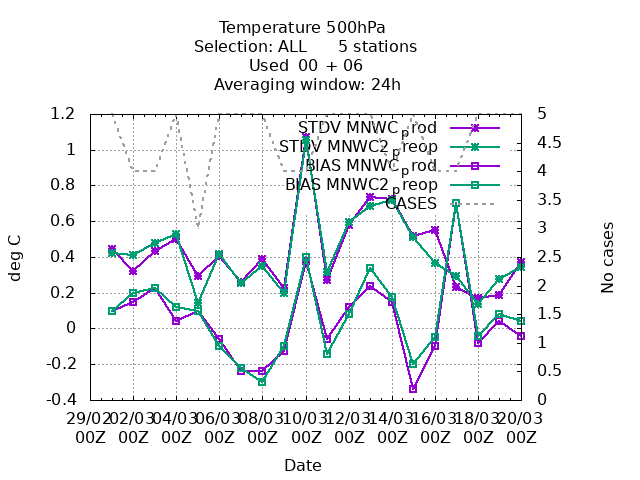 Temperature 500hPa
Selection: ALL 5 stations
Used 00 + 06
Averaging window: 24h
STDV MNWC_prod
STDV MNWC2_preop
BIAS MNWC_prod
BIAS MNWC2_preop
CASES
1.2
1
0.8
0.6
0.4
0.2
0
-0.2
-0.4
deg C
5
4.5
4
3.5
3
2.5
2
1.5
1
0.5
0
No cases
29/02 02/03 04/03 06/03 08/03 10/03 12/03 14/03 16/03 18/03 20/03
00Z 00Z 00Z 00Z 00Z 00Z 00Z 00Z 00Z 00Z 00Z
Date